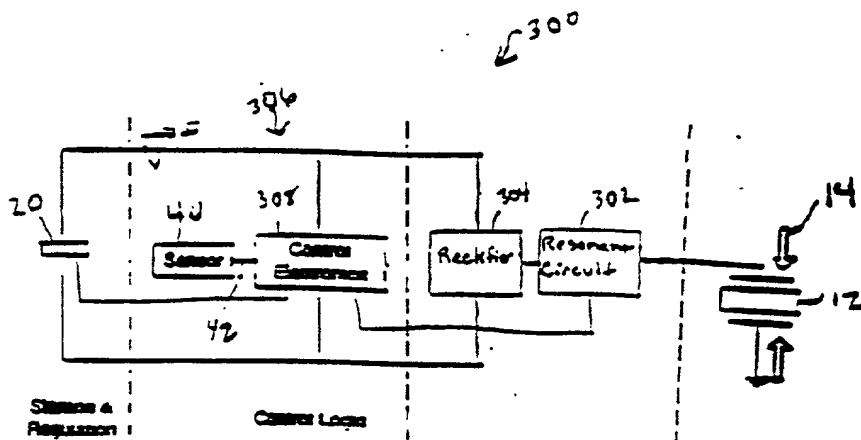 300
306
I
V
20
40
308
304
302
14
Sensor
Control
Electronics
Rectifier
Resonant
Circuit
12
42
Storage &
Regulation
Control Logic